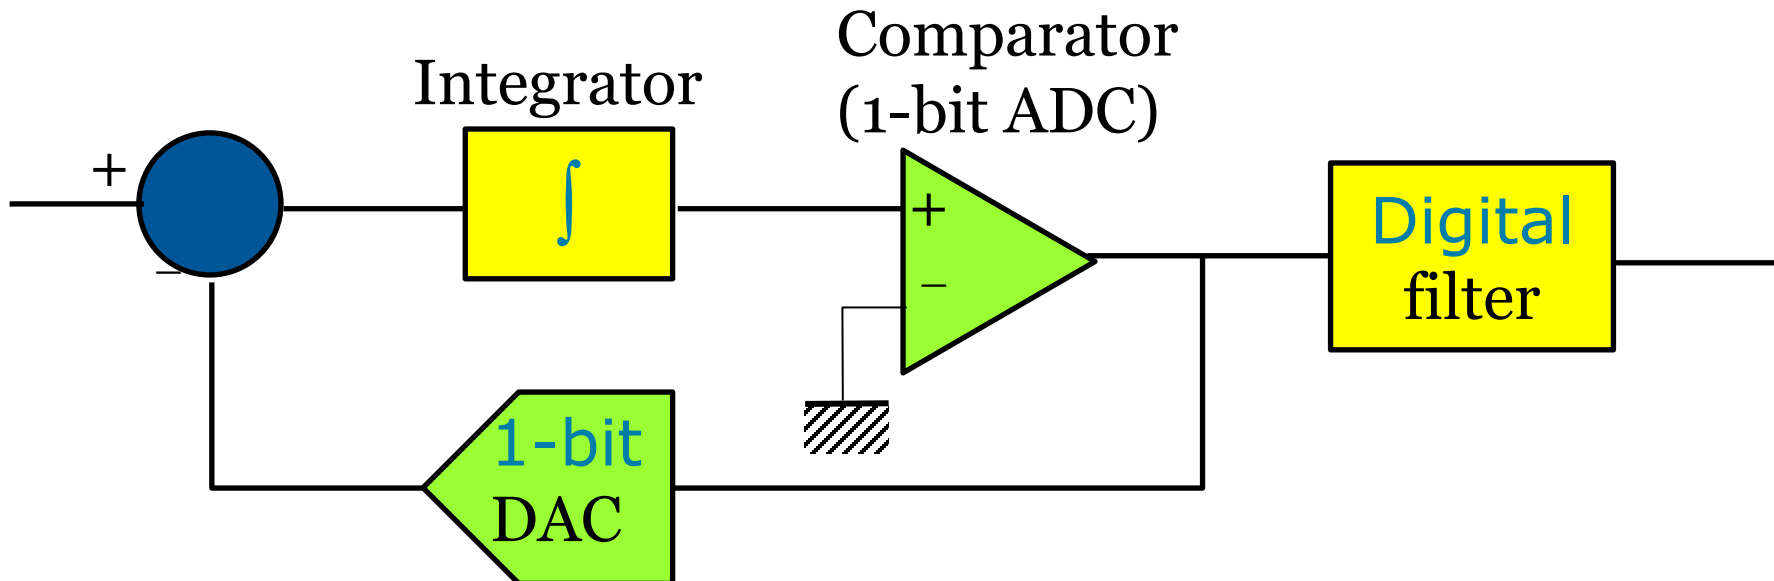 Integrator
Comparator
(1-bit ADC)
+
−
∫
+
−
Digital
filter
1-bit
DAC